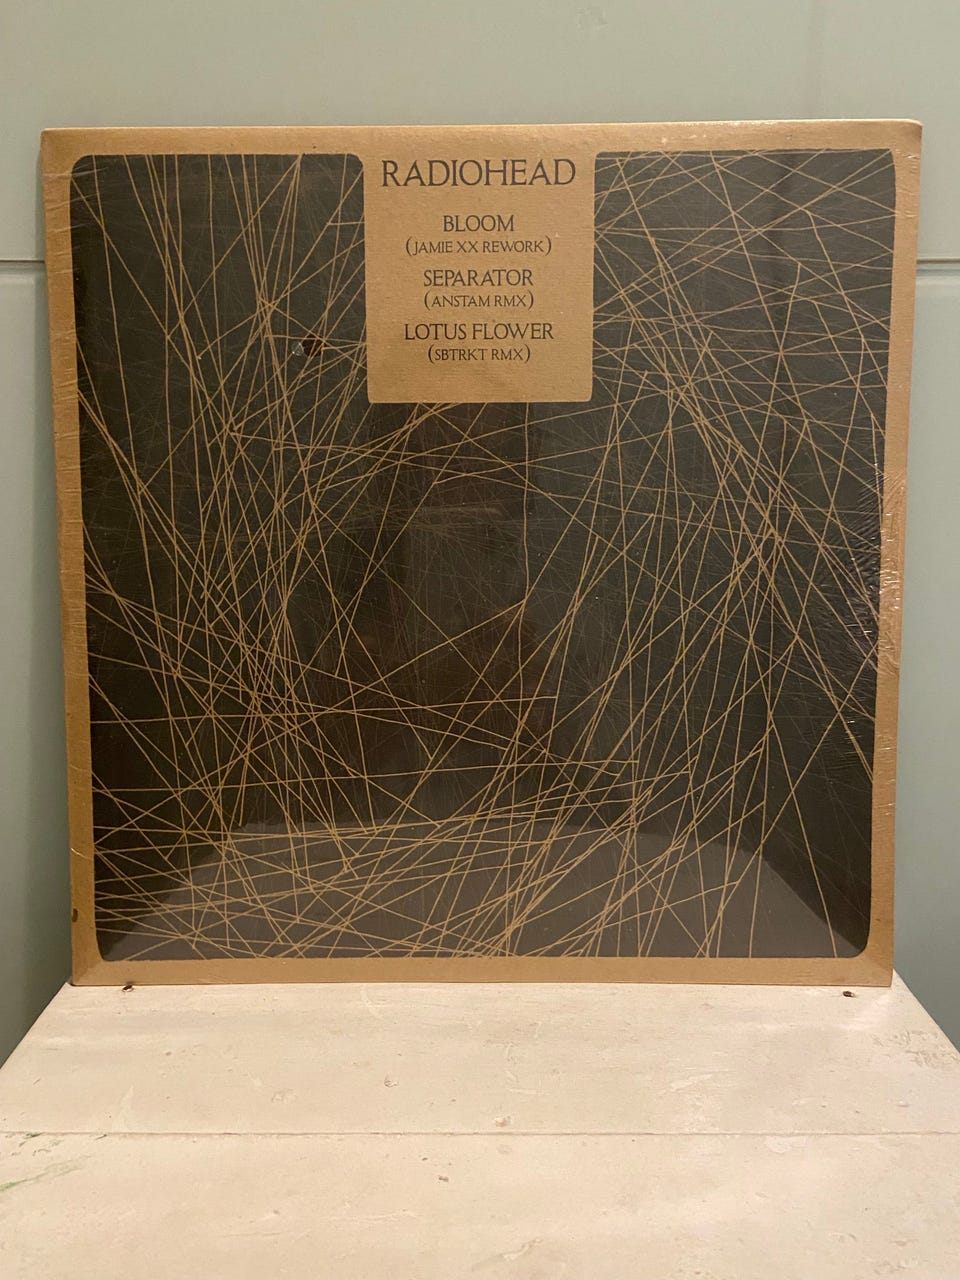 RADIOHEAD
BLOOM
(JAMIE XX REWORK)
SEPARATOR
(ANSTAM RMX)
LOTUS FLOWER
(SBTRKT RMX)